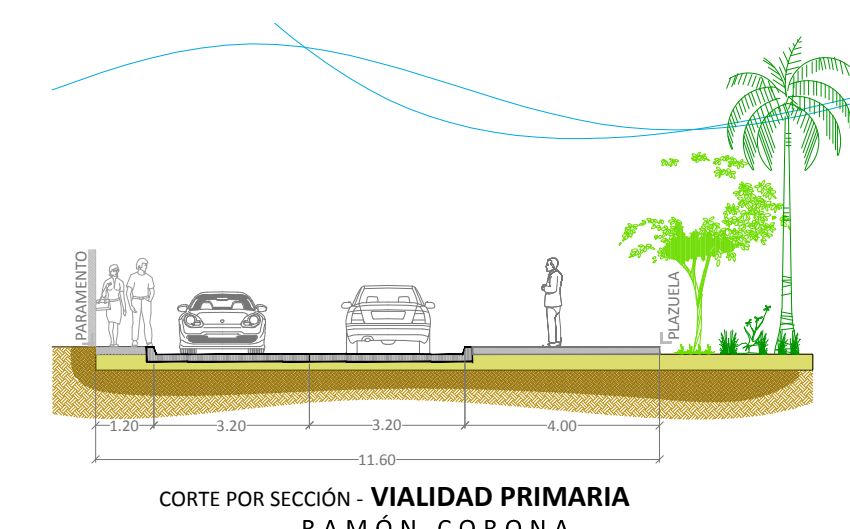 PARAMENTO
PLAZUELA
1.20 3.20 3.20 4.00
11.60
CORTE POR SECCIÓN - VIALIDAD PRIMARIA
RAMÓN CORONA